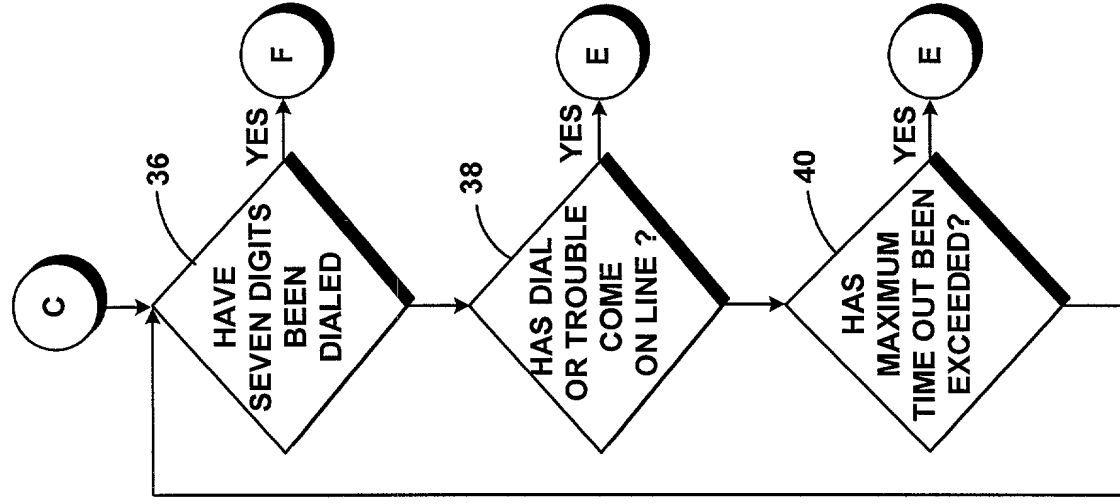 C
36
HAVE
SEVEN DIGITS
BEEN
DIALED
YES
F
38
HAS DIAL
OR TROUBLE
COME
ON LINE ?
YES
E
40
HAS
MAXIMUM
TIME OUT BEEN
EXCEEDED?
YES
E